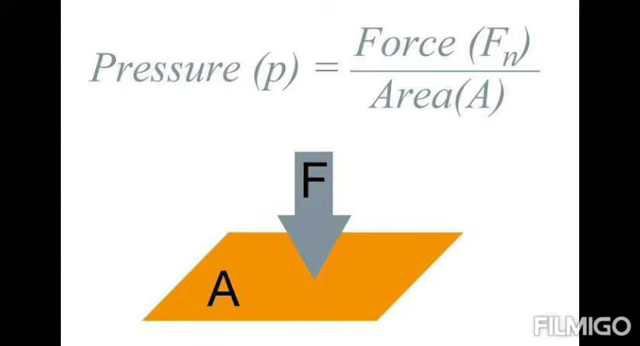 Pressure (p) = Force (Fn) / Area(A)
F
A
FILMIGO